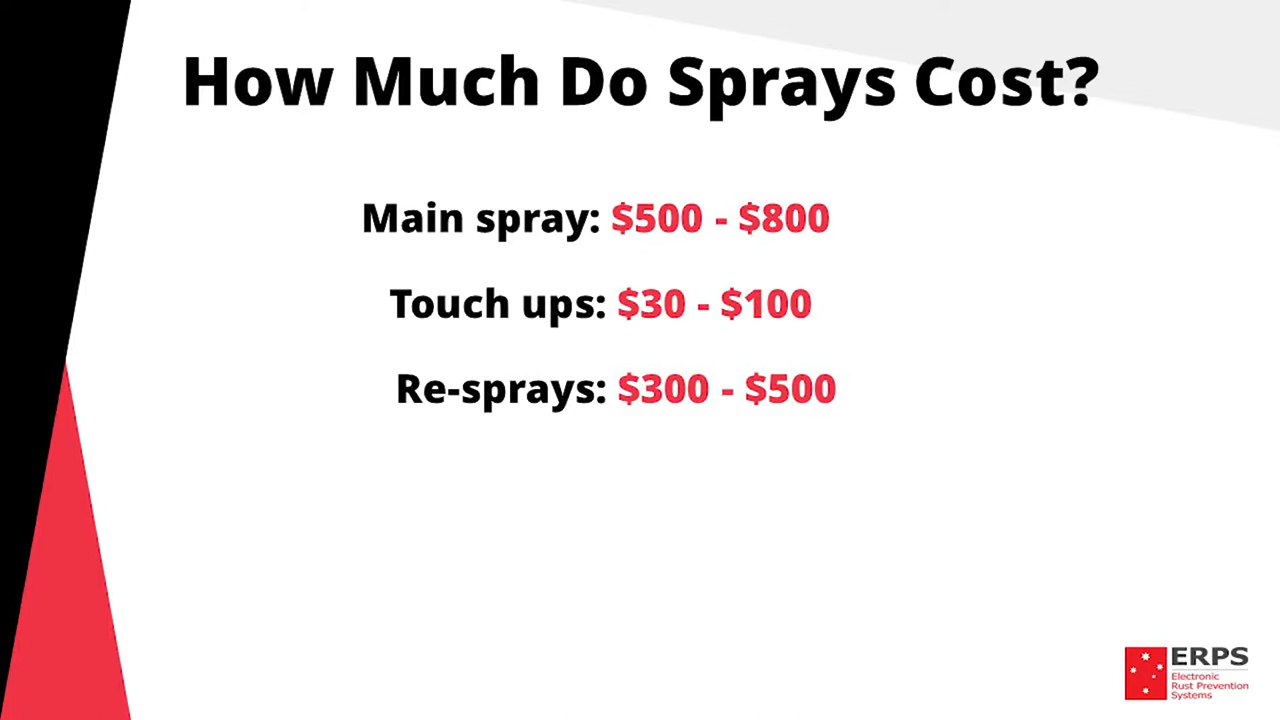 How Much Do Sprays Cost?
Main spray: $500 - $800
Touch ups: $30 - $100
Re-sprays: $300 - $500
ERPS
Electronic
Rust Prevention
Systems